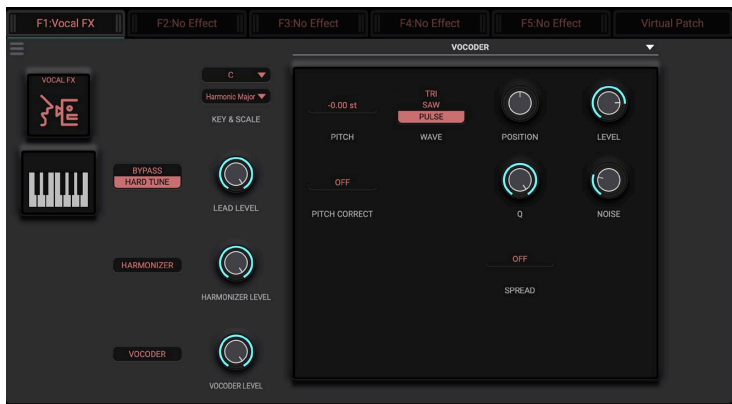 F1:Vocal FX
F2:No Effect
F3:No Effect
F4:No Effect
F5:No Effect
Virtual Patch
VOCODER
VOCAL FX
C
Harmonic Major
KEY & SCALE
BYPASS
HARD TUNE
LEAD LEVEL
HARMONIZER
HARMONIZER LEVEL
VOCODER
VOCODER LEVEL
-0.00 st
PITCH
TRI
SAW
PULSE
WAVE
POSITION
LEVEL
OFF
PITCH CORRECT
Q
NOISE
OFF
SPREAD